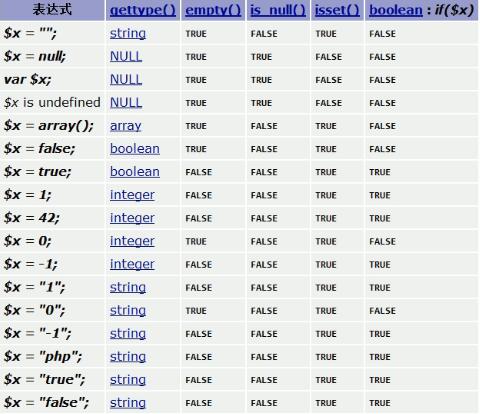 表达式 gettype() empty() is_null() isset() boolean : if($x)
$x = ""; string TRUE FALSE TRUE FALSE
$x = null; NULL TRUE TRUE FALSE FALSE
var $x; NULL TRUE TRUE FALSE FALSE
$x is undefined NULL TRUE TRUE FALSE FALSE
$x = array(); array TRUE FALSE TRUE FALSE
$x = false; boolean TRUE FALSE TRUE FALSE
$x = true; boolean FALSE FALSE TRUE TRUE
$x = 1; integer FALSE FALSE TRUE TRUE
$x = 42; integer FALSE FALSE TRUE TRUE
$x = 0; integer TRUE FALSE TRUE FALSE
$x = -1; integer FALSE FALSE TRUE TRUE
$x = "1"; string FALSE FALSE TRUE TRUE
$x = "0"; string TRUE FALSE TRUE FALSE
$x = "-1"; string FALSE FALSE TRUE TRUE
$x = "php"; string FALSE FALSE TRUE TRUE
$x = "true"; string FALSE FALSE TRUE TRUE
$x = "false"; string FALSE FALSE TRUE TRUE